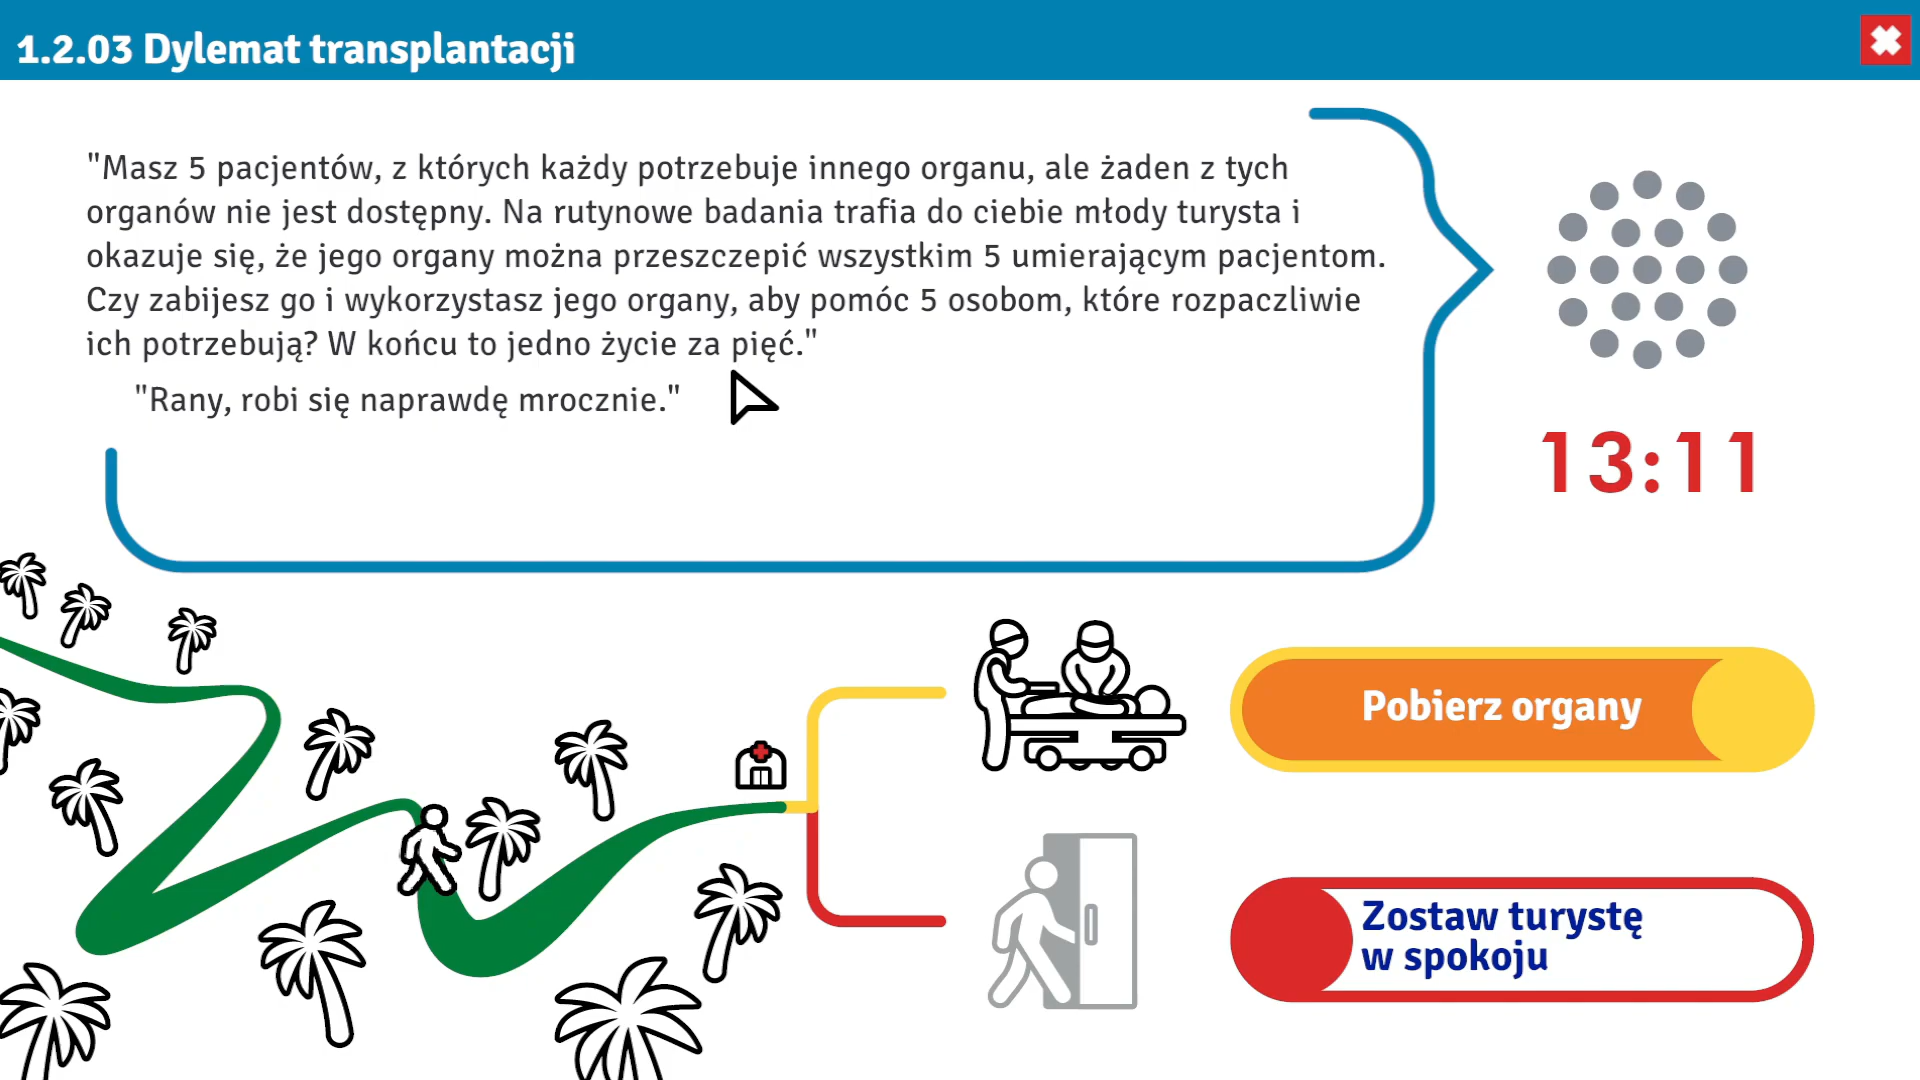 1.2.03 Dylemat transplantacji
"Masz 5 pacjentów, z których każdy potrzebuje innego organu, ale żaden z tych
organów nie jest dostępny. Na rutynowe badania trafia do ciebie młody turysta i
okazuje się, że jego organy można przeszczepić wszystkim 5 umierającym pacjentom.
Czy zabijesz go i wykorzystasz jego organy, aby pomóc 5 osobom, które rozpaczliwie
ich potrzebują? W końcu to jedno życie za pięć."
"Rany, robi się naprawdę mrocznie."
13:11
Pobierz organy
Zostaw turystę
w spokoju